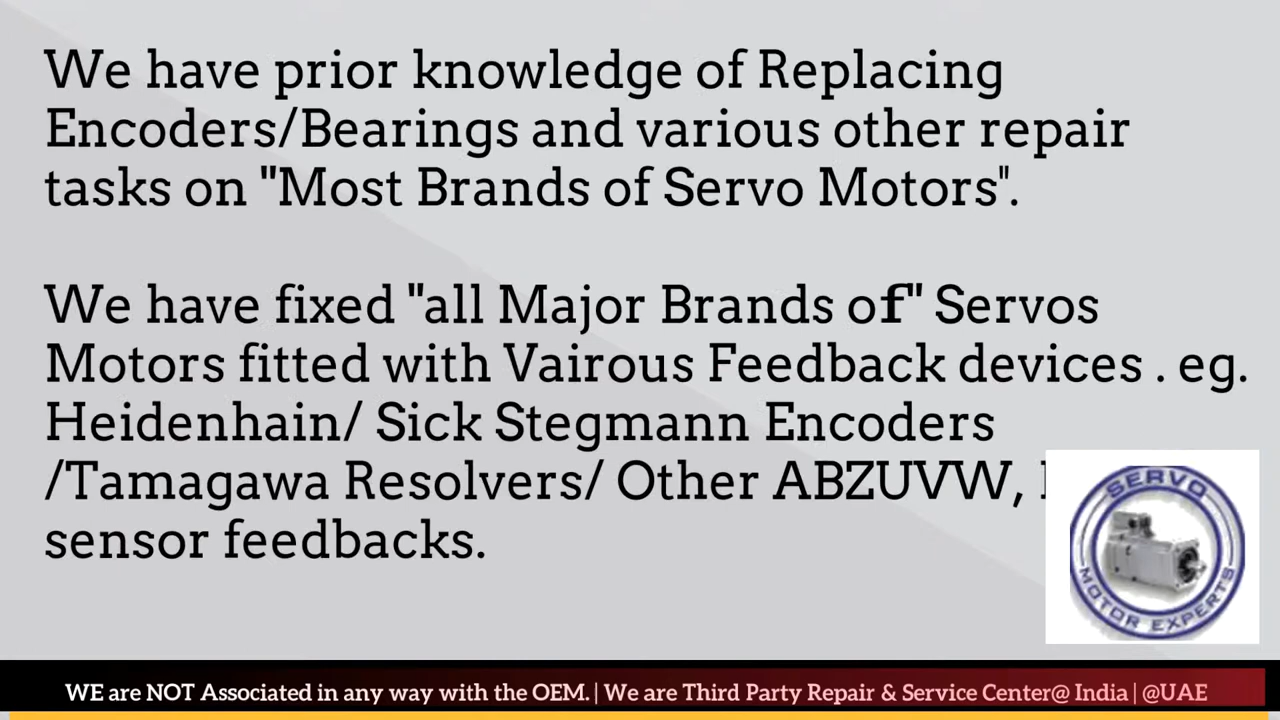 We have prior knowledge of Replacing
Encoders/Bearings and various other repair
tasks on "Most Brands of Servo Motors".
We have fixed "all Major Brands of" Servos
Motors fitted with Vairous Feedback devices . eg.
Heidenhain/ Sick Stegmann Encoders
/Tamagawa Resolvers/ Other ABZUVW,
sensor feedbacks.
SERVO
MOTOR EXPERTS
WE are NOT Associated in any way with the OEM. | We are Third Party Repair & Service Center@ India | @UAE